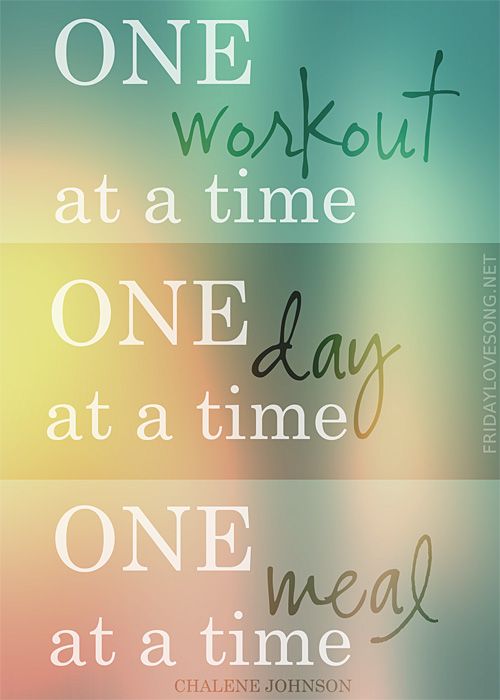 ONE
workout
at a time
ONE
day
at a time
ONE
meal
at a time
CHALENE JOHNSON
FRIDAYLOVESONG.NET